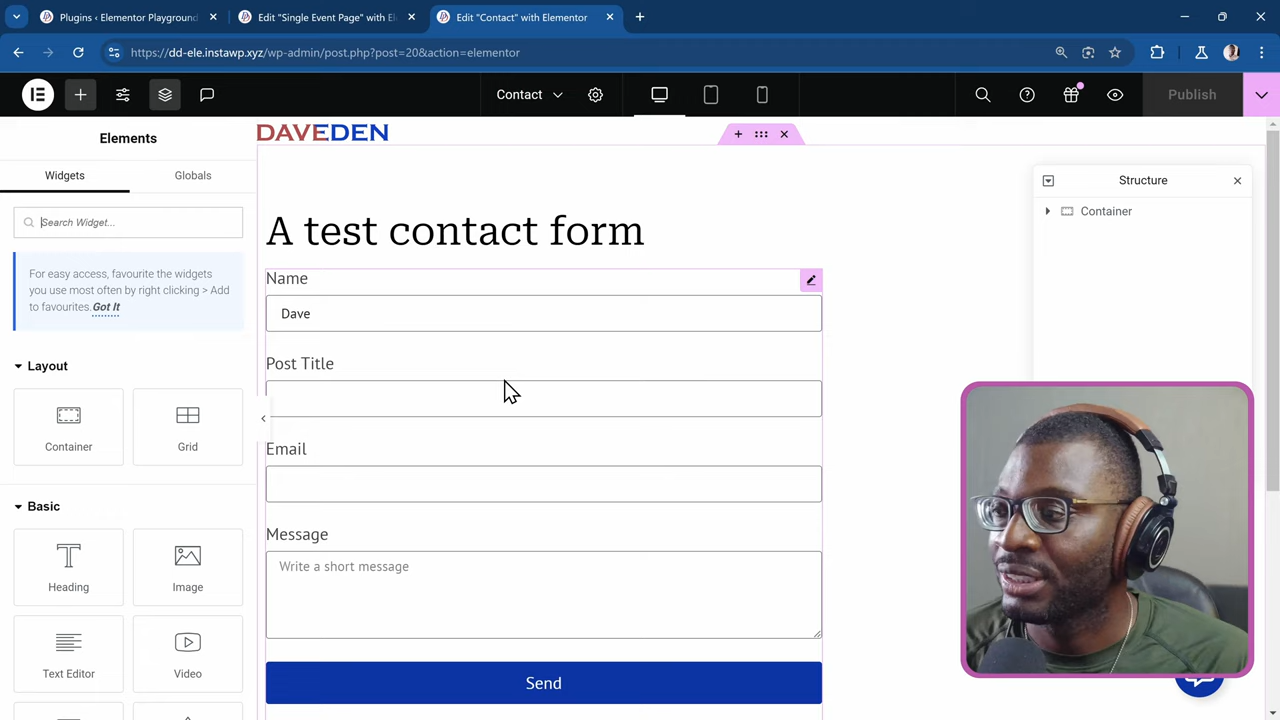 Plugins < Elementor Playground
Edit "Single Event Page" with El
Edit "Contact" with Elementor
https://dd-ele.instawp.xyz/wp-admin/post.php?post=20&action=elementor
Contact
Publish
Elements
Widgets
Globals
Search Widget...
For easy access, favourite the widgets
you use most often by right clicking > Add
to favourites. Got It
Layout
Container
Grid
Basic
Heading
Image
Text Editor
Video
DAVEDEN
A test contact form
Name
Dave
Post Title
Email
Message
Write a short message
Send
Structure
Container